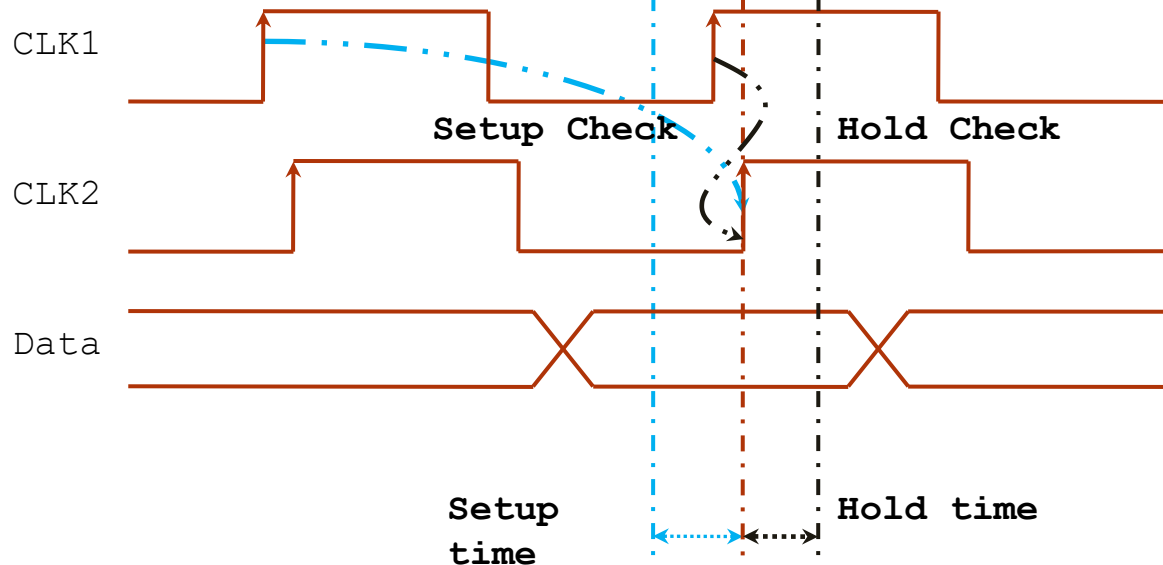 CLK1
Setup Check
Hold Check
CLK2
Data
Setup
time
Hold time